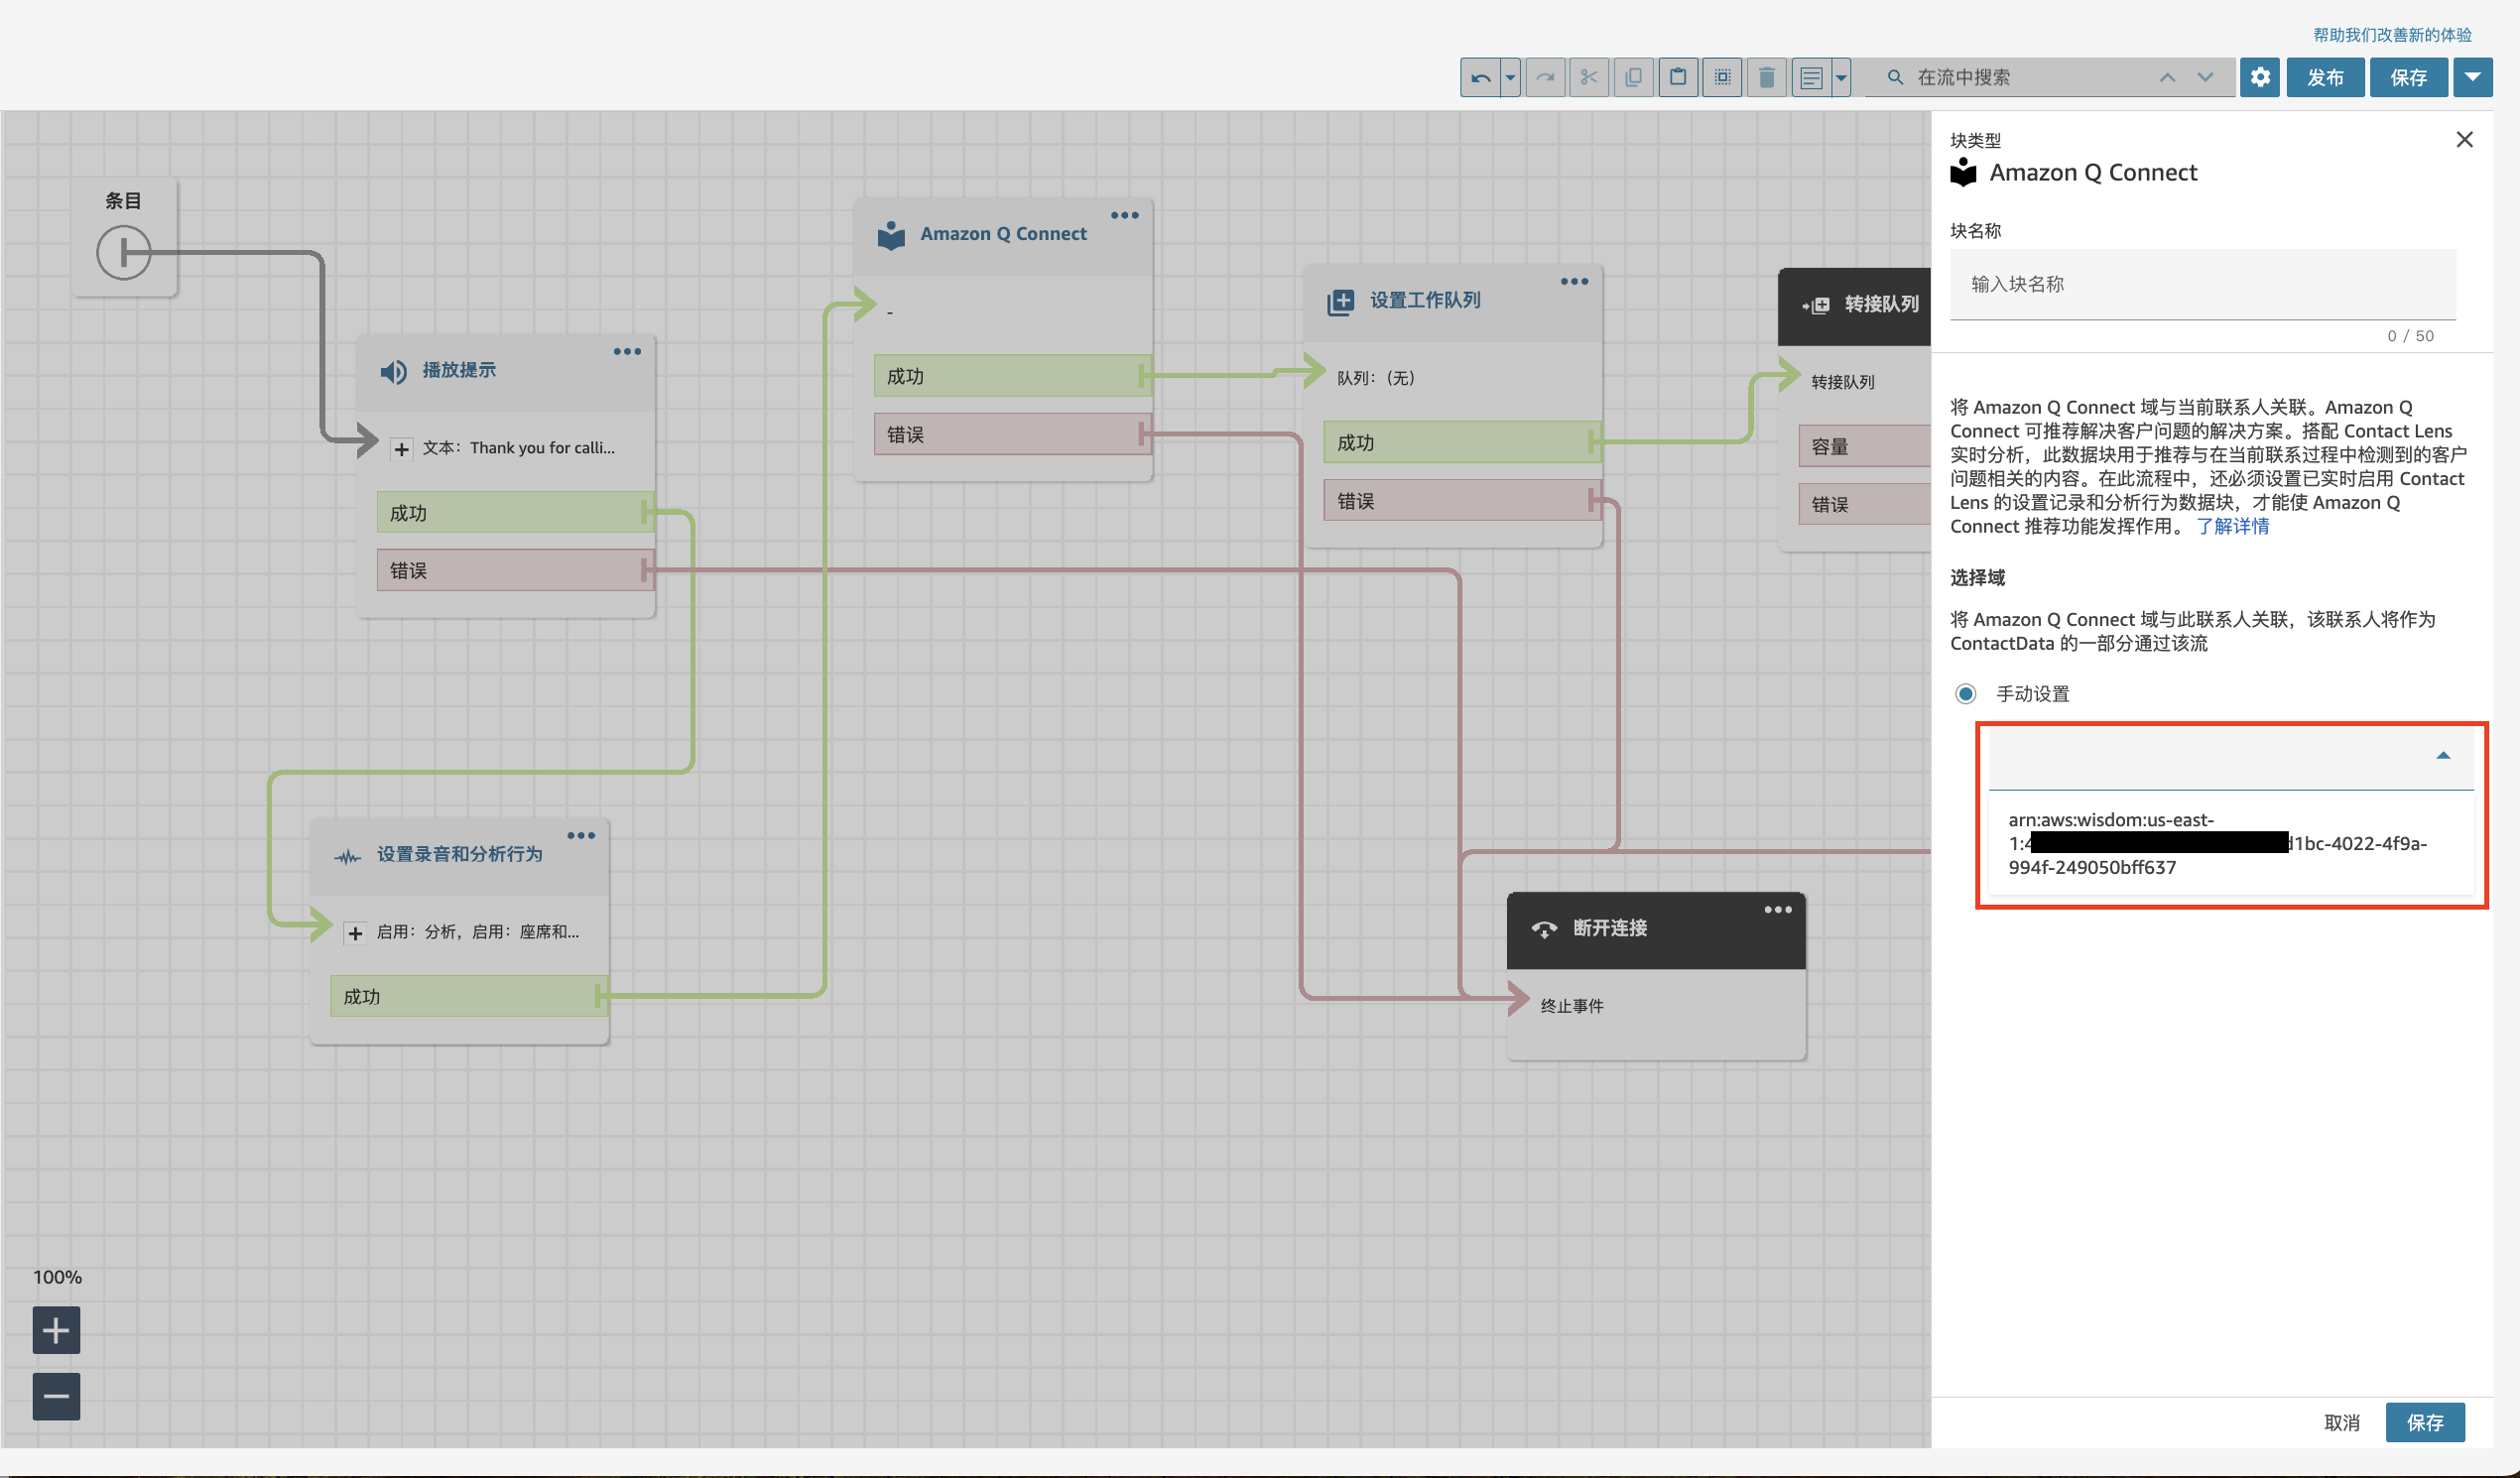 帮助我们改善新的体验
在流中搜索
发布
保存
条目
播放提示
文本：Thank you for calli...
成功
错误
设置录音和分析行为
启用：分析，启用：座席和...
成功
Amazon Q Connect
-
成功
错误
设置工作队列
队列：(无)
成功
错误
转接队列
转接队列
容量
错误
断开连接
终止事件
100%
块类型
Amazon Q Connect
块名称
输入块名称
0 / 50
将 Amazon Q Connect 域与当前联系人关联。Amazon Q
Connect 可推荐解决客户问题的解决方案。搭配 Contact Lens
实时分析，此数据块用于推荐与在当前联系过程中检测到的客户
问题相关的内容。在此流程中，还必须设置已实时启用 Contact
Lens 的设置记录和分析行为数据块，才能使 Amazon Q
Connect 推荐功能发挥作用。 了解详情
选择域
将 Amazon Q Connect 域与此联系人关联，该联系人将作为
ContactData 的一部分通过该流
手动设置
arn:aws:wisdom:us-east-
1:4 d1bc-4022-4f9a-
994f-249050bff637
取消
保存